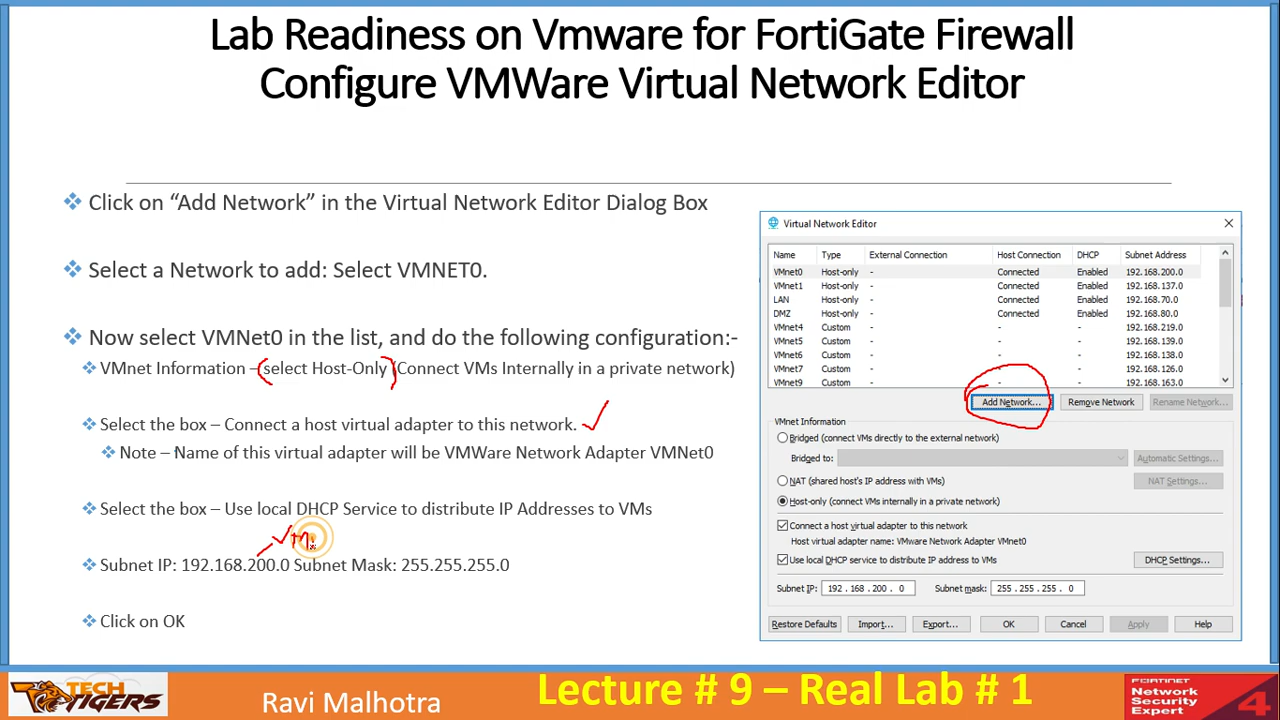 Lab Readiness on Vmware for FortiGate Firewall
Configure VMWare Virtual Network Editor
Click on “Add Network” in the Virtual Network Editor Dialog Box
Select a Network to add: Select VMNET0.
Now select VMNet0 in the list, and do the following configuration:-
VMnet Information – select Host-Only (Connect VMs Internally in a private network)
Select the box – Connect a host virtual adapter to this network.
Note – Name of this virtual adapter will be VMWare Network Adapter VMNet0
Select the box – Use local DHCP Service to distribute IP Addresses to VMs
Subnet IP: 192.168.200.0 Subnet Mask: 255.255.255.0
Click on OK
Virtual Network Editor
Name Type External Connection Host Connection DHCP Subnet Address
VMnet0 Host-only - Connected Enabled 192.168.200.0
VMnet1 Host-only - Connected Enabled 192.168.137.0
LAN Host-only - Connected Enabled 192.168.70.0
DMZ Host-only - Connected Enabled 192.168.80.0
VMnet4 Custom - - - 192.168.219.0
VMnet5 Custom - - - 192.168.139.0
VMnet6 Custom - - - 192.168.138.0
VMnet7 Custom - - - 192.168.126.0
VMnet9 Custom - - - 192.168.163.0
Add Network... Remove Network Rename Network...
VMnet Information
Bridged (connect VMs directly to the external network)
Bridged to: Automatic Settings...
NAT (shared host's IP address with VMs) NAT Settings...
Host-only (connect VMs internally in a private network)
Connect a host virtual adapter to this network
Host virtual adapter name: VMware Network Adapter VMnet0
Use local DHCP service to distribute IP address to VMs DHCP Settings...
Subnet IP: 192 . 168 . 200 . 0 Subnet mask: 255 . 255 . 255 . 0
Restore Defaults Import... Export... OK Cancel Apply Help
TECH
TIGERS
Ravi Malhotra
Lecture # 9 – Real Lab # 1
FORTINET
Network
Security
Expert 4